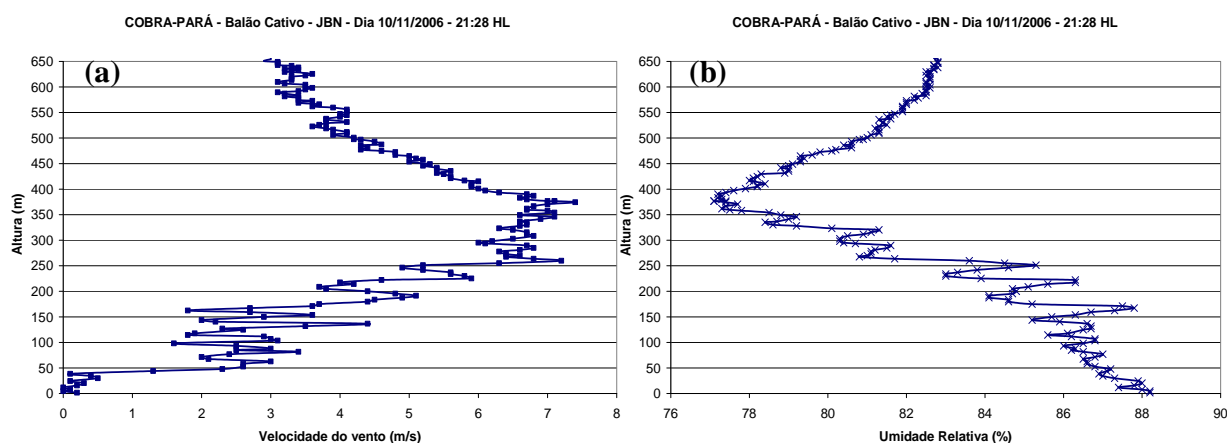 COBRA-PARÁ - Balão Cativo - JBN - Dia 10/11/2006 - 21:28 HL
(a)
Altura (m)
650
600
550
500
450
400
350
300
250
200
150
100
50
0
0 1 2 3 4 5 6 7 8
Velocidade do vento (m/s)
COBRA-PARÁ - Balão Cativo - JBN - Dia 10/11/2006 - 21:28 HL
(b)
Altura (m)
650
600
550
500
450
400
350
300
250
200
150
100
50
0
76 78 80 82 84 86 88 90
Umidade Relativa (%)